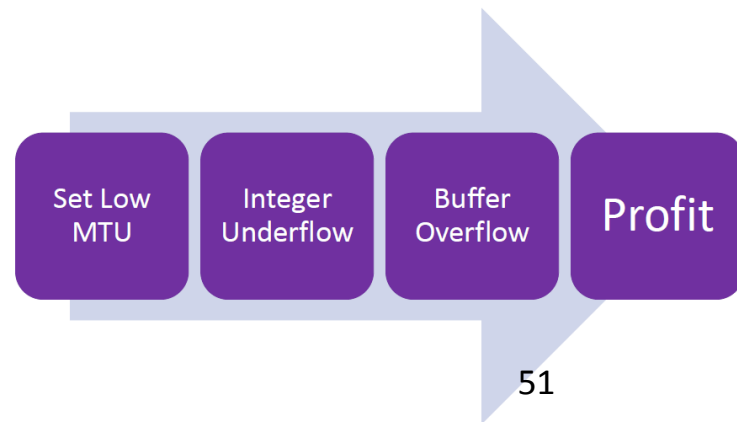 Set Low
MTU
Integer
Underflow
Buffer
Overflow
Profit
51